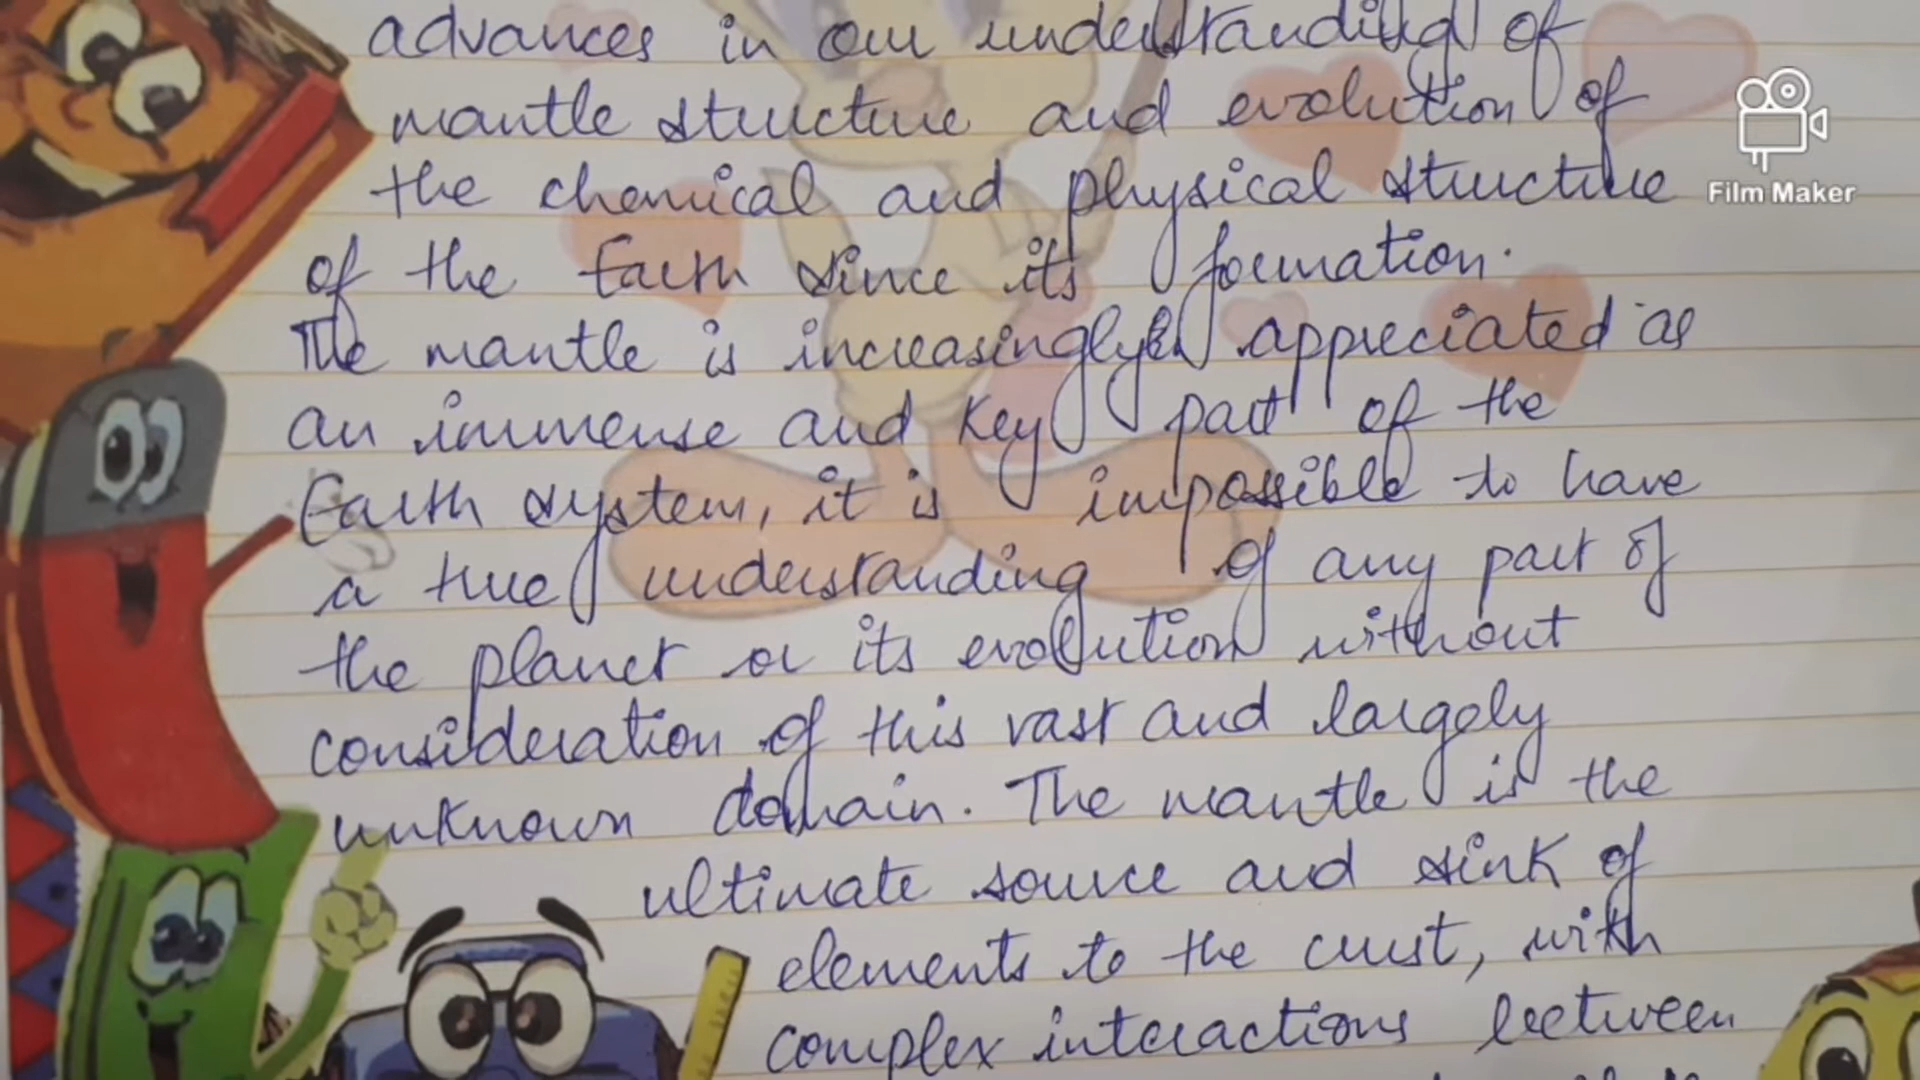 advances in our understanding of
mantle structure and evolution of
the chemical and physical structure
of the Earth since its formation.
The mantle is increasingly appreciated as
an immense and key part of the
Earth system, it is impossible to have
a true understanding of any part of
the planet or its evolution without
consideration of this vast and largely
unknown domain. The mantle is the
ultimate source and sink of
elements to the crust, with
complex interactions between
Film Maker